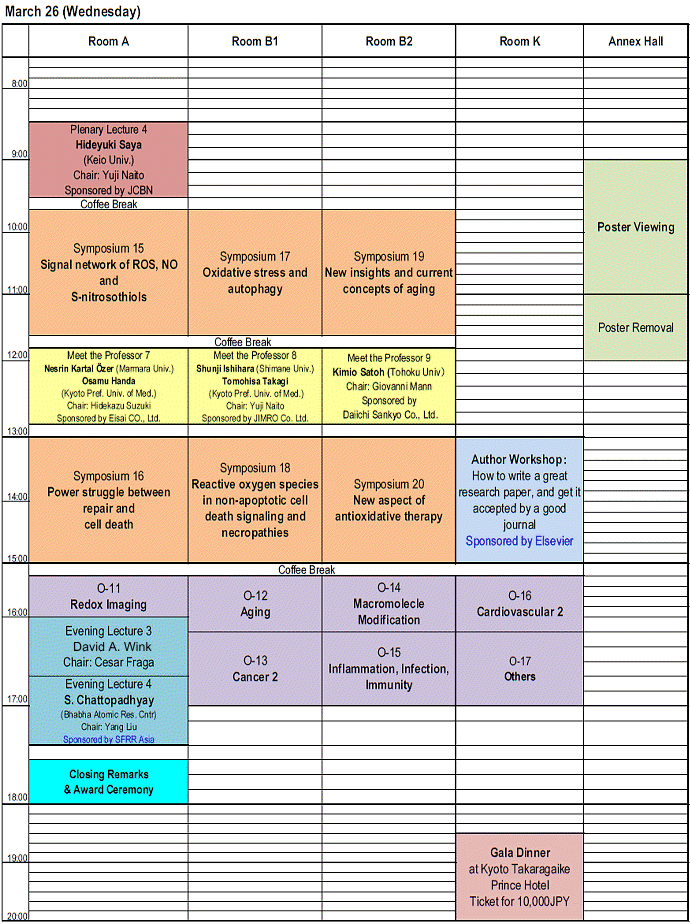 March 26 (Wednesday)
Room A
Room B1
Room B2
Room K
Annex Hall
8:00
Plenary Lecture 4
Hideyuki Saya
(Keio Univ.)
Chair: Yuji Naito
Sponsored by JCBN
9:00
Coffee Break
Poster Viewing
10:00
Symposium 15
Signal network of ROS, NO
and
S-nitrosothiols
Symposium 17
Oxidative stress and
autophagy
Symposium 19
New insights and current
concepts of aging
11:00
Poster Removal
Coffee Break
12:00
Meet the Professor 7
Nesrin Kartal Özer (Marmara Univ.)
Osamu Handa
(Kyoto Pref. Univ. of Med.)
Chair: Hidekazu Suzuki
Sponsored by Eisai CO., Ltd.
Meet the Professor 8
Shunji Ishihara (Shimane Univ.)
Tomohisa Takagi
(Kyoto Pref. Univ. of Med.)
Chair: Yuji Naito
Sponsored by JIMRO Co. Ltd.
Meet the Professor 9
Kimio Satoh (Tohoku Univ)
Chair: Giovanni Mann
Sponsored by
Daiichi Sankyo Co., Ltd.
13:00
Symposium 16
Power struggle between
repair and
cell death
Symposium 18
Reactive oxygen species
in non-apoptotic cell
death signaling and
necropathies
Symposium 20
New aspect of
antioxidative therapy
Author Workshop:
How to write a great
research paper, and get it
accepted by a good
journal
Sponsored by Elsevier
14:00
15:00
Coffee Break
O-11
Redox Imaging
O-12
Aging
O-14
Macromolecle
Modification
O-16
Cardiovascular 2
16:00
Evening Lecture 3
David A. Wink
Chair: Cesar Fraga
O-13
Cancer 2
O-15
Inflammation, Infection,
Immunity
O-17
Others
Evening Lecture 4
S. Chattopadhyay
(Bhabha Atomic Res. Cntr)
Chair: Yang Liu
Sponsored by SFRR Asia
17:00
Closing Remarks
& Award Ceremony
18:00
Gala Dinner
at Kyoto Takaragaike
Prince Hotel
Ticket for 10,000JPY
19:00
20:00